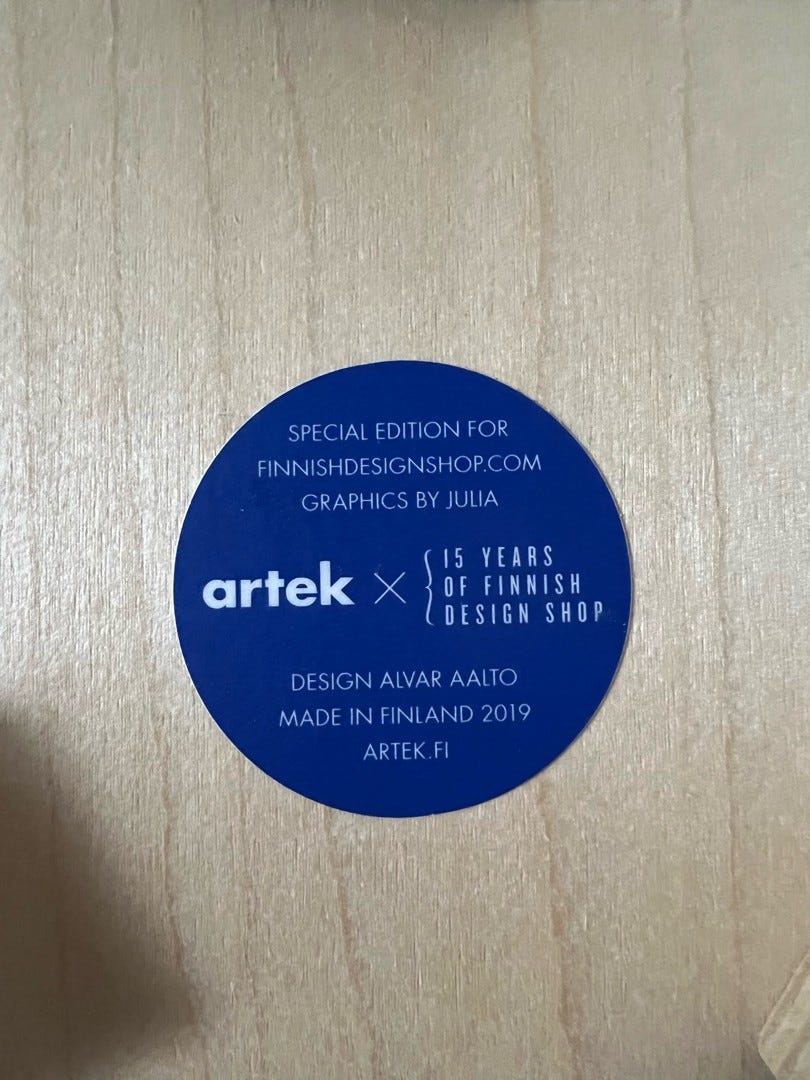 SPECIAL EDITION FOR
FINNISHDESIGNSHOP.COM
GRAPHICS BY JULIA
artek × { 15 YEARS
OF FINNISH
DESIGN SHOP
DESIGN ALVAR AALTO
MADE IN FINLAND 2019
ARTEK.FI